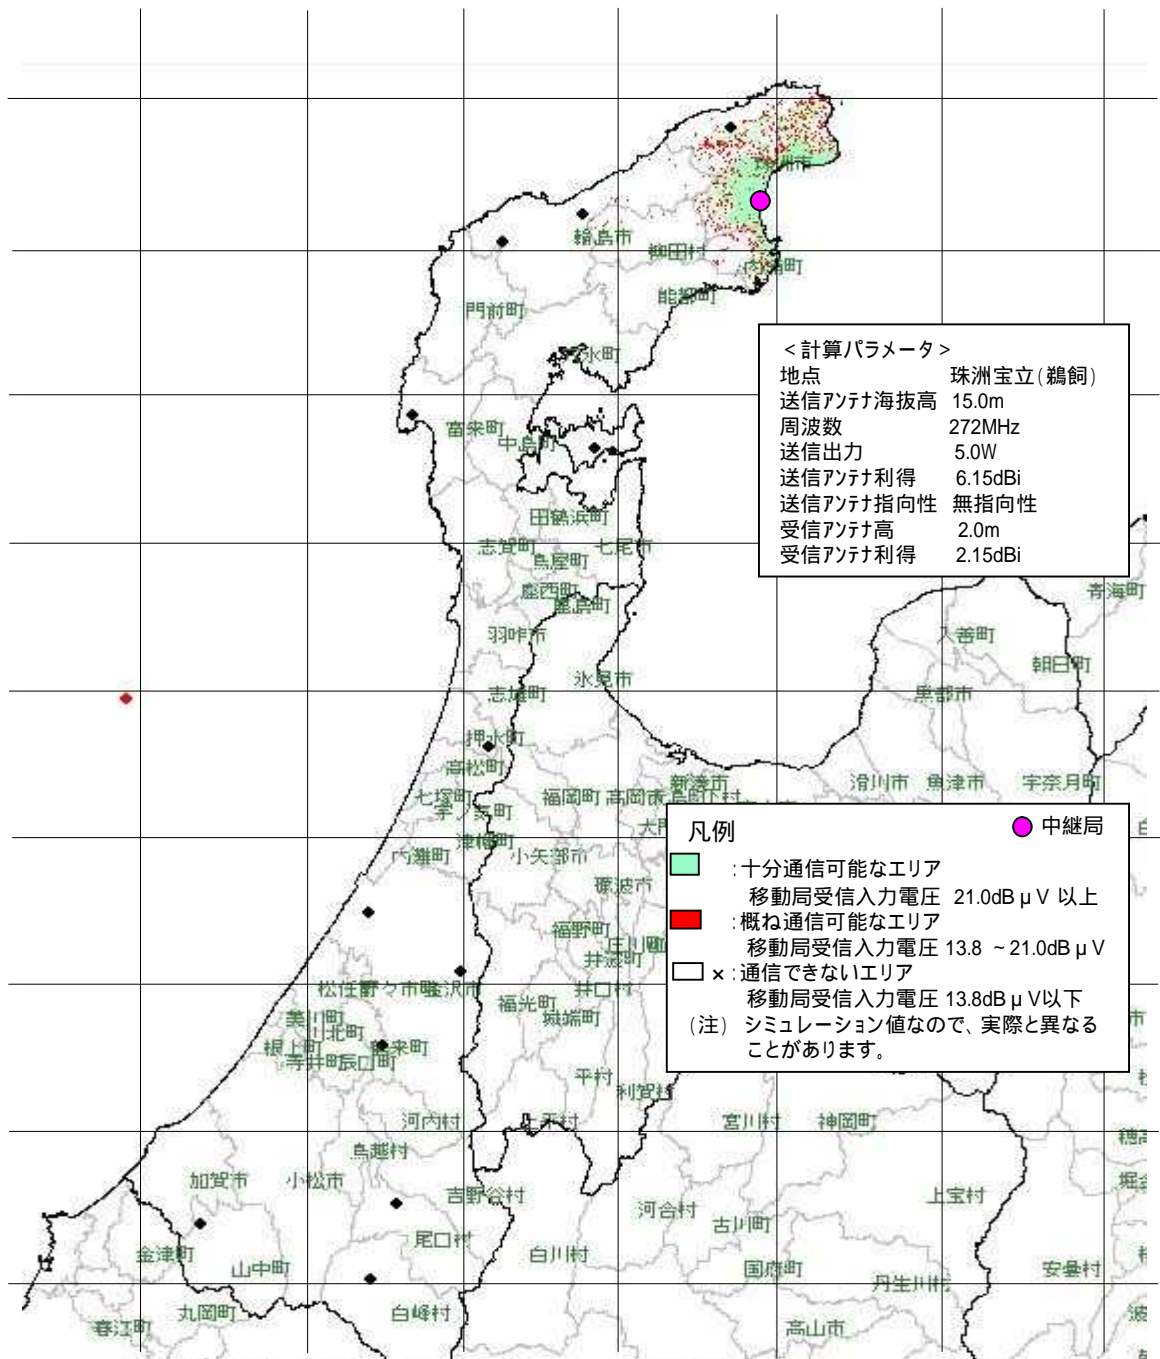 珠洲市
輪島市
柳田村
内浦町
能都町
門前町
穴水町
富来町
中島町
田鶴浜町
志賀町
七尾市
鳥屋町
鹿西町
鹿島町
羽咋市
氷見市
志雄町
押水町
高松町
七塚町
宇ノ気町
津幡町
内灘町
<計算パラメータ>
地点 珠洲宝立(鵜飼)
送信アンテナ海抜高 15.0m
周波数 272MHz
送信出力 5.0W
送信アンテナ利得 6.15dBi
送信アンテナ指向性 無指向性
受信アンテナ高 2.0m
受信アンテナ利得 2.15dBi
青海町
入善町
朝日町
黒部市
新湊市
下村
滑川市
魚津市
宇奈月町
福岡町
高岡市
小矢部市
砺波市
福野町
庄川町
井波町
福光町
井口村
城端町
平村
利賀村
上平村
凡例
中継局
:十分通信可能なエリア
移動局受信入力電圧 21.0dBμV 以上
:概ね通信可能なエリア
移動局受信入力電圧 13.8 ~21.0dBμV
×:通信できないエリア
移動局受信入力電圧 13.8dBμV以下
(注) シミュレーション値なので、実際と異なる
ことがあります。
松任市
野々市町
金沢市
美川町
川北町
根上町
寺井町
辰口町
鶴来町
河内村
鳥越村
加賀市
小松市
吉野谷村
尾口村
金津町
山中町
丸岡町
春江町
白峰村
白川村
宮川村
神岡町
河合村
古川町
上宝村
国府町
丹生川村
安曇村
高山市